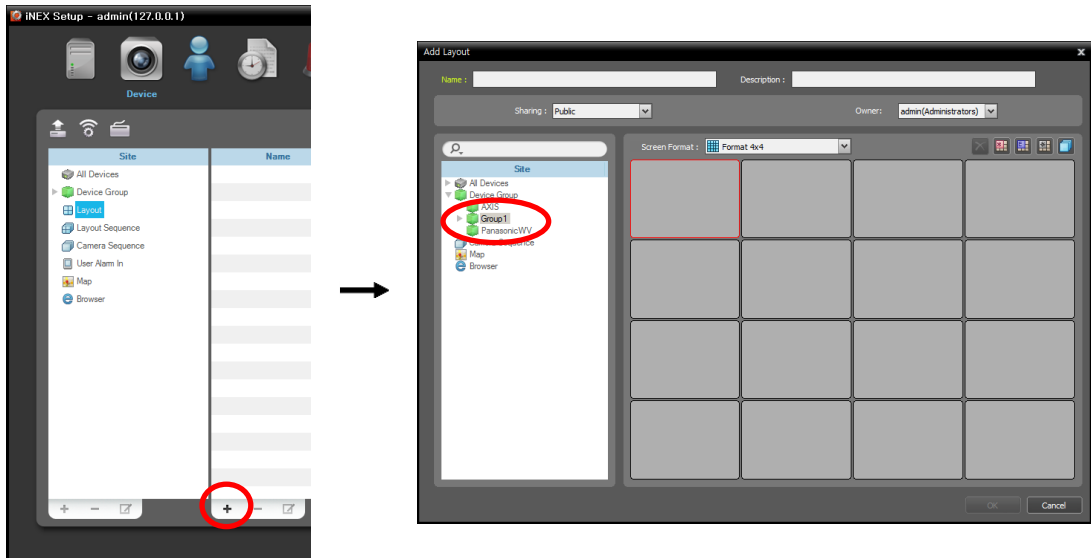 iNEX Setup - admin(127.0.0.1)
Device
Site
Name
All Devices
Device Group
Layout
Layout Sequence
Camera Sequence
User Alarm In
Map
Browser
Add Layout
Name :
Description :
Sharing : Public
Owner: admin(Administrators)
Screen Format : Format 4x4
Site
All Devices
Device Group
AXIS
Group1
PanasonicWV
Camera Sequence
Map
Browser
OK
Cancel